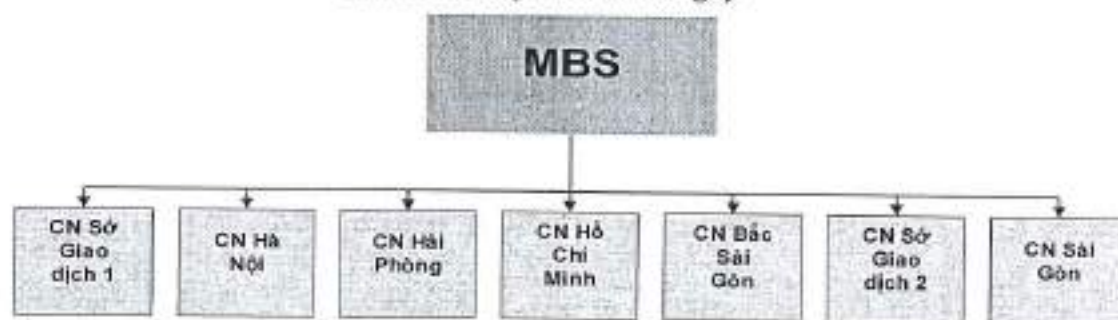 MBS
CN Sở
Giao
dịch 1
CN Hà
Nội
CN Hải
Phòng
CN Hồ
Chí
Minh
CN Bắc
Sài
Gòn
CN Sở
Giao
dịch 2
CN Sài
Gòn